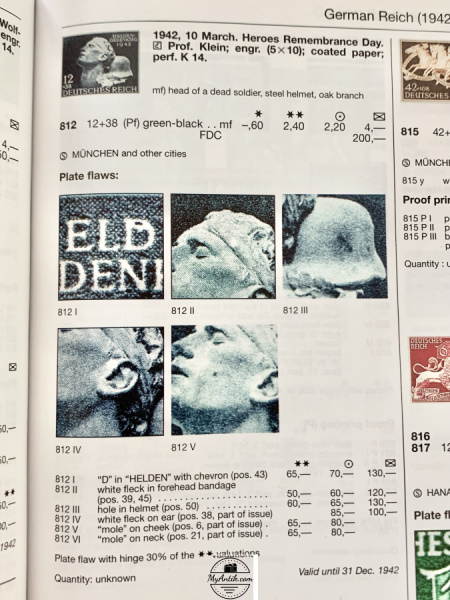 German Reich (1942
Wolf-
engr.
14.
4,—
50,—
50,—
50,—
1942
1942, 10 March. Heroes Remembrance Day.
Prof. Klein; engr. (5×10); coated paper;
perf. K 14.
12
+38
1942
DEUTSCHES REICH
mf) head of a dead soldier, steel helmet, oak branch
★ ★★ ⊙ ✉
812 12+38 (Pf) green-black . . mf –,60 2,40 2,20 4,—
FDC 200,—
Ⓢ MÜNCHEN and other cities
Plate flaws:
ELD
DEN
812 I 812 II 812 III
812 IV 812 V
★★ ⊙ ✉
812 I "D" in "HELDEN" with chevron (pos. 43) 65,— 70,— 130,—
812 II white fleck in forehead bandage
(pos. 39, 45) . . . . . . . . . . . . . . . . . . . . . . 50,— 60,— 120,—
812 III hole in helmet (pos. 50) . . . . . . . . . . 60,— 65,— 130,—
812 IV white fleck on ear (pos. 38, part of issue) 85,— 100,—
812 V "mole" on cheek (pos. 6, part of issue) . 65,— 80,—
812 VI "mole" on neck (pos. 21, part of issue) . 65,— 80,—
Plate flaw with hinge 30% of the ★★ valuations
Quantity: unknown
Valid until 31 Dec. 1942
MyAntik.com
42+108
DEUTSCHES REICH
815 42+
Ⓢ MÜNCH
815 y w
Proof prin
815 P I p
815 P II p
815 P III b
p
Quantity : u
DEUTSCHES
REICH
816
817 12
Ⓢ HANA
Plate fl
IES